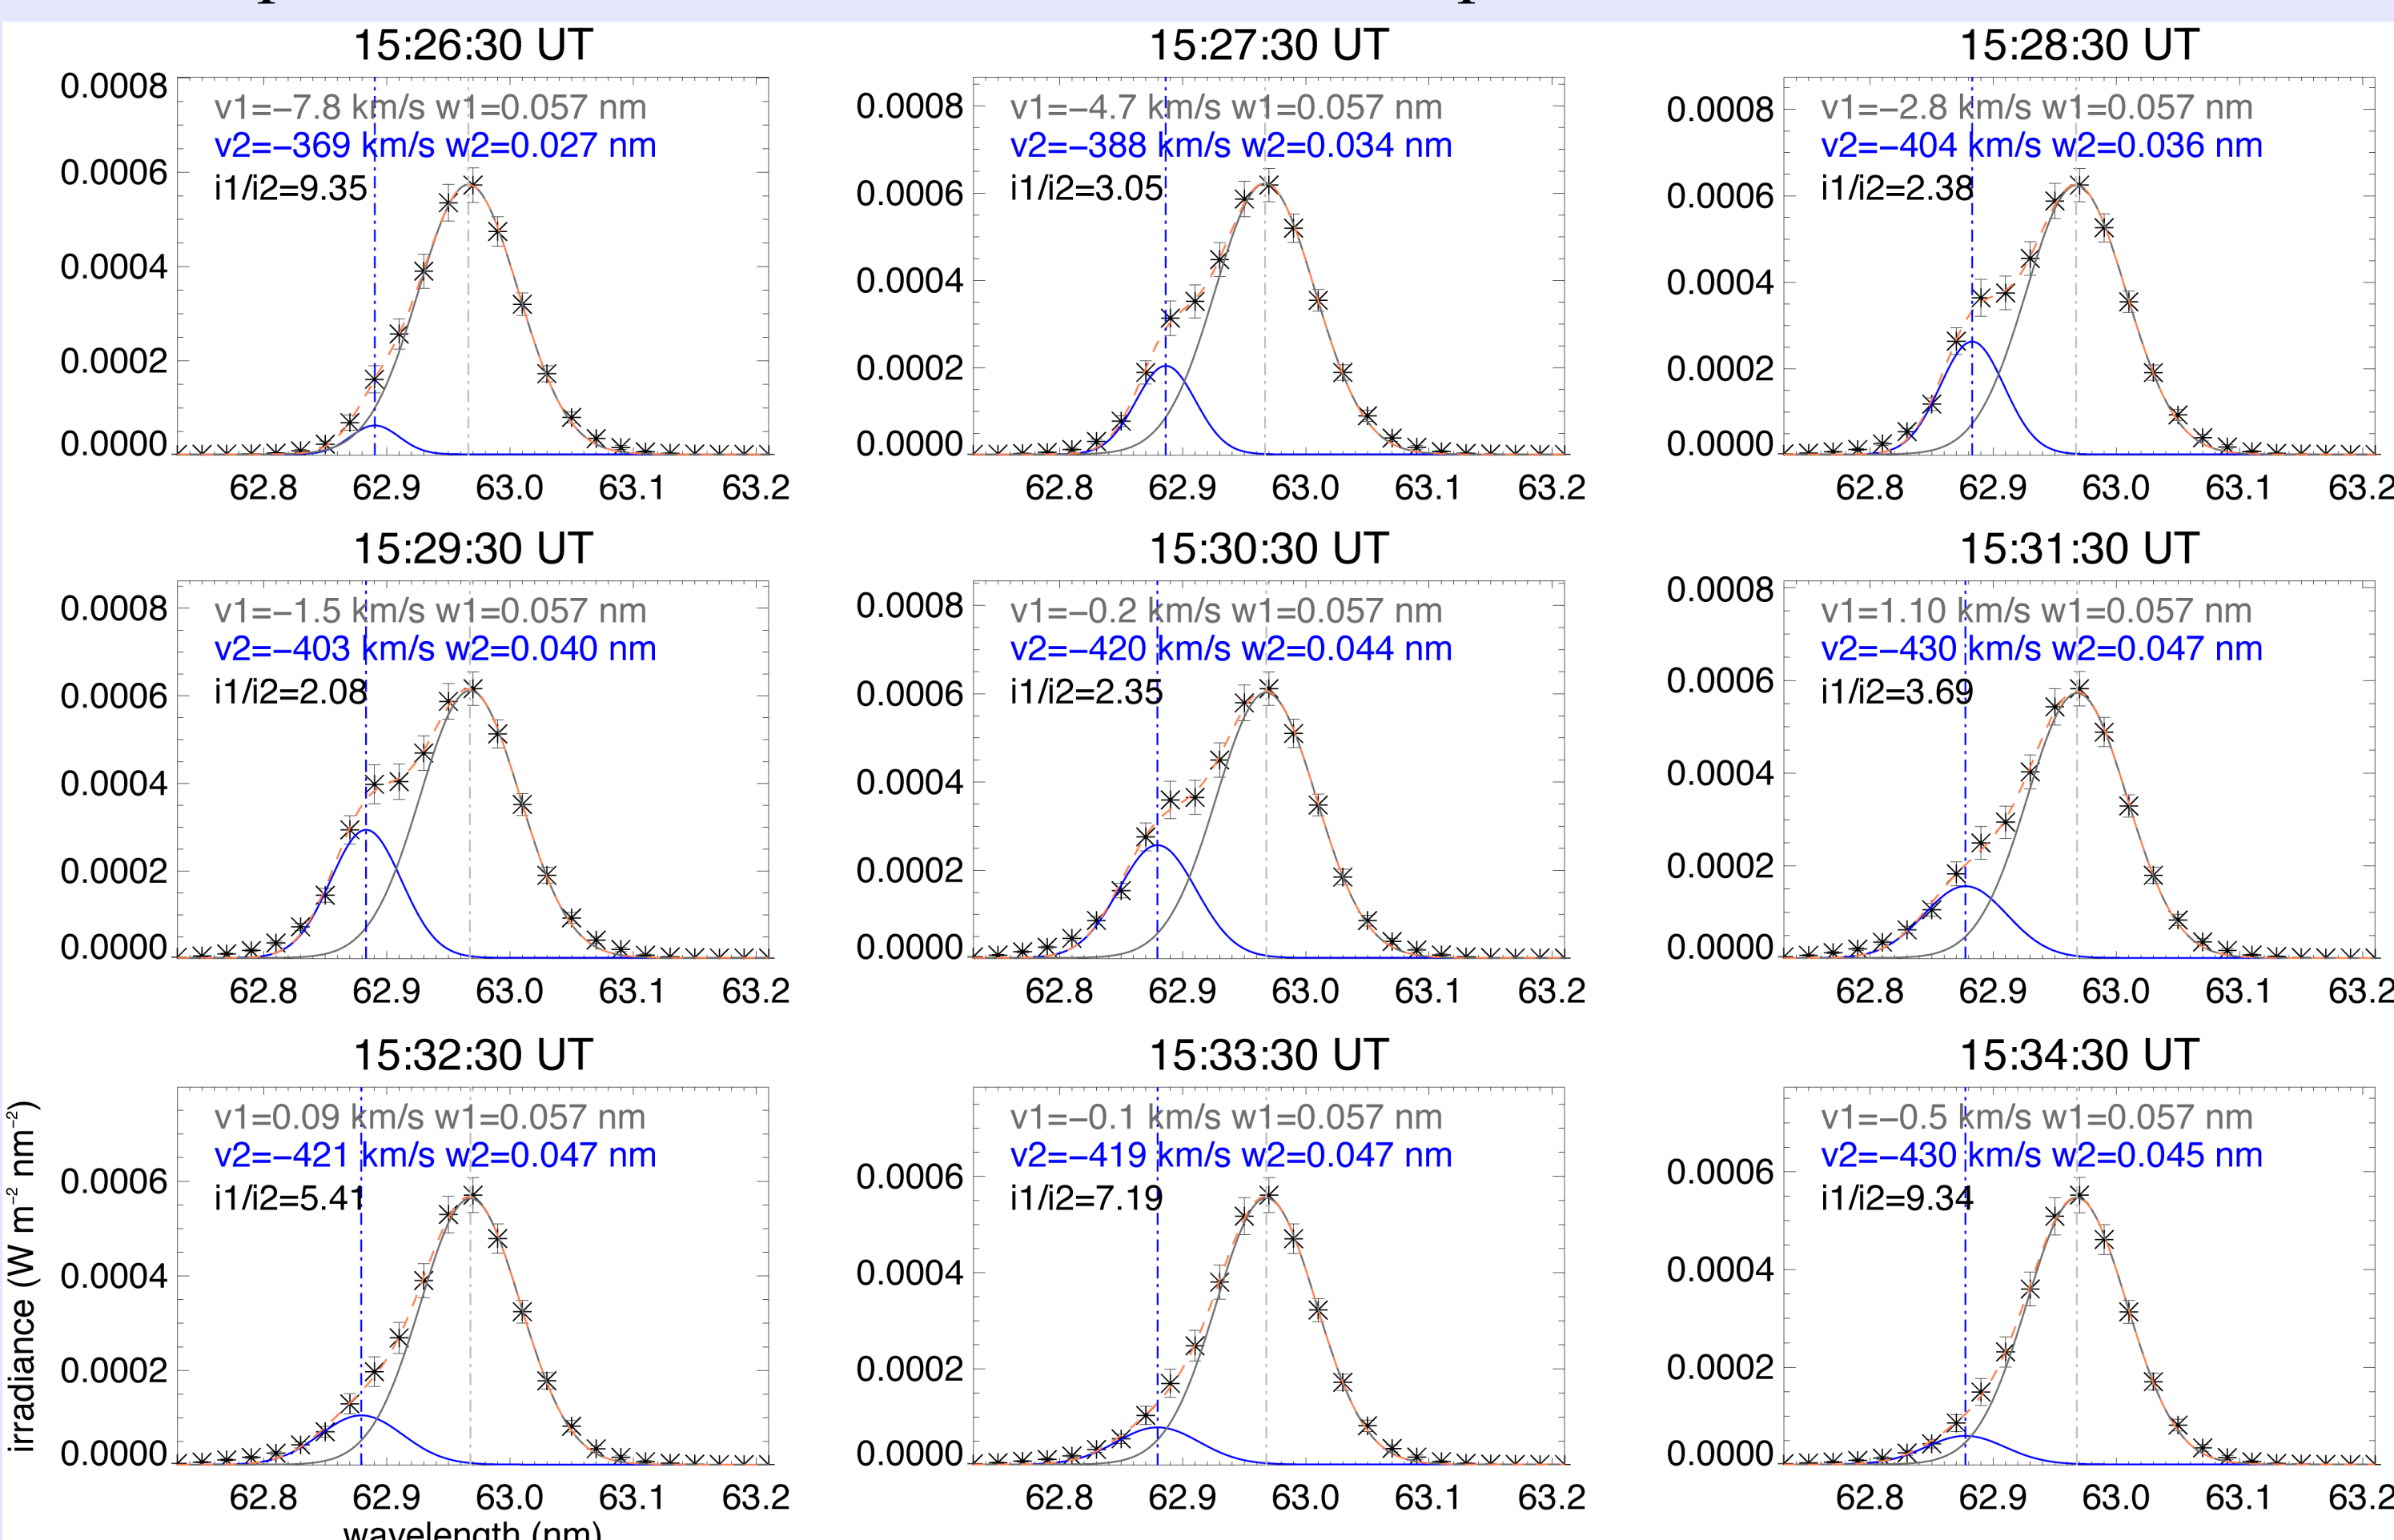 15:26:30 UT
v1=−7.8 km/s w1=0.057 nm
v2=−369 km/s w2=0.027 nm
i1/i2=9.35
0.0008
0.0006
0.0004
0.0002
0.0000
62.8 62.9 63.0 63.1 63.2
15:27:30 UT
v1=−4.7 km/s w1=0.057 nm
v2=−388 km/s w2=0.034 nm
i1/i2=3.05
0.0008
0.0006
0.0004
0.0002
0.0000
62.8 62.9 63.0 63.1 63.2
15:28:30 UT
v1=−2.8 km/s w1=0.057 nm
v2=−404 km/s w2=0.036 nm
i1/i2=2.38
0.0008
0.0006
0.0004
0.0002
0.0000
62.8 62.9 63.0 63.1 63.2
15:29:30 UT
v1=−1.5 km/s w1=0.057 nm
v2=−403 km/s w2=0.040 nm
i1/i2=2.08
0.0008
0.0006
0.0004
0.0002
0.0000
62.8 62.9 63.0 63.1 63.2
15:30:30 UT
v1=−0.2 km/s w1=0.057 nm
v2=−420 km/s w2=0.044 nm
i1/i2=2.35
0.0008
0.0006
0.0004
0.0002
0.0000
62.8 62.9 63.0 63.1 63.2
15:31:30 UT
v1=1.10 km/s w1=0.057 nm
v2=−430 km/s w2=0.047 nm
i1/i2=3.69
0.0008
0.0006
0.0004
0.0002
0.0000
62.8 62.9 63.0 63.1 63.2
15:32:30 UT
v1=0.09 km/s w1=0.057 nm
v2=−421 km/s w2=0.047 nm
i1/i2=5.41
0.0006
0.0004
0.0002
0.0000
62.8 62.9 63.0 63.1 63.2
irradiance (W m⁻² nm⁻²)
wavelength (nm)
15:33:30 UT
v1=−0.1 km/s w1=0.057 nm
v2=−419 km/s w2=0.047 nm
i1/i2=7.19
0.0006
0.0004
0.0002
0.0000
62.8 62.9 63.0 63.1 63.2
15:34:30 UT
v1=−0.5 km/s w1=0.057 nm
v2=−430 km/s w2=0.045 nm
i1/i2=9.34
0.0006
0.0004
0.0002
0.0000
62.8 62.9 63.0 63.1 63.2